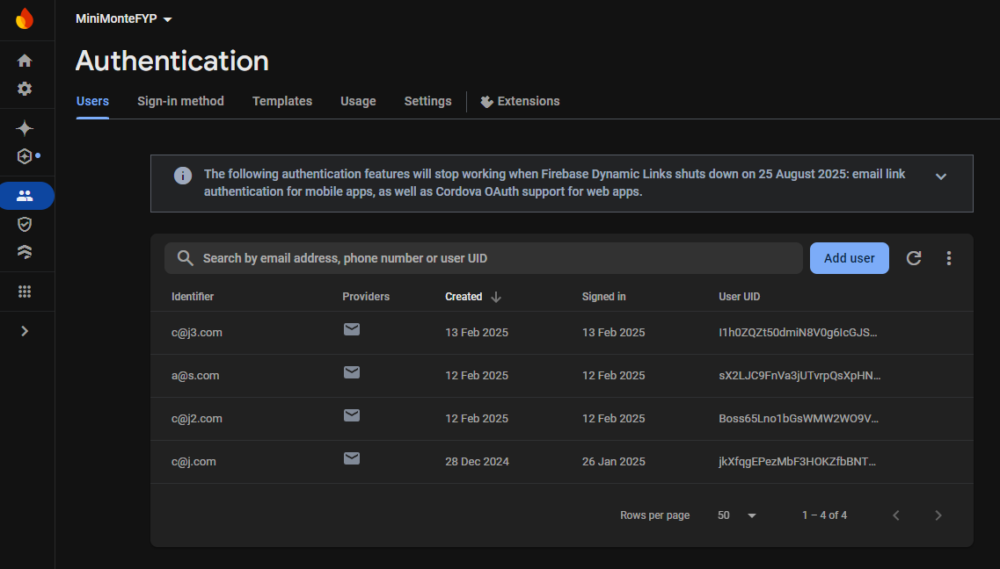 MiniMonteFYP
Authentication
Users Sign-in method Templates Usage Settings Extensions
The following authentication features will stop working when Firebase Dynamic Links shuts down on 25 August 2025: email link
authentication for mobile apps, as well as Cordova OAuth support for web apps.
Search by email address, phone number or user UID Add user
Identifier Providers Created Signed in User UID
c@j3.com 13 Feb 2025 13 Feb 2025 I1h0ZQZt50dmiN8V0g6IcGJS...
a@s.com 12 Feb 2025 12 Feb 2025 sX2LJC9FnVa3jUTvrpQsXpHN...
c@j2.com 12 Feb 2025 12 Feb 2025 Boss65Lno1bGsWMW2WO9V...
c@j.com 28 Dec 2024 26 Jan 2025 jkXfqgEPezMbF3HOKZfbBNT...
Rows per page 50 1 – 4 of 4